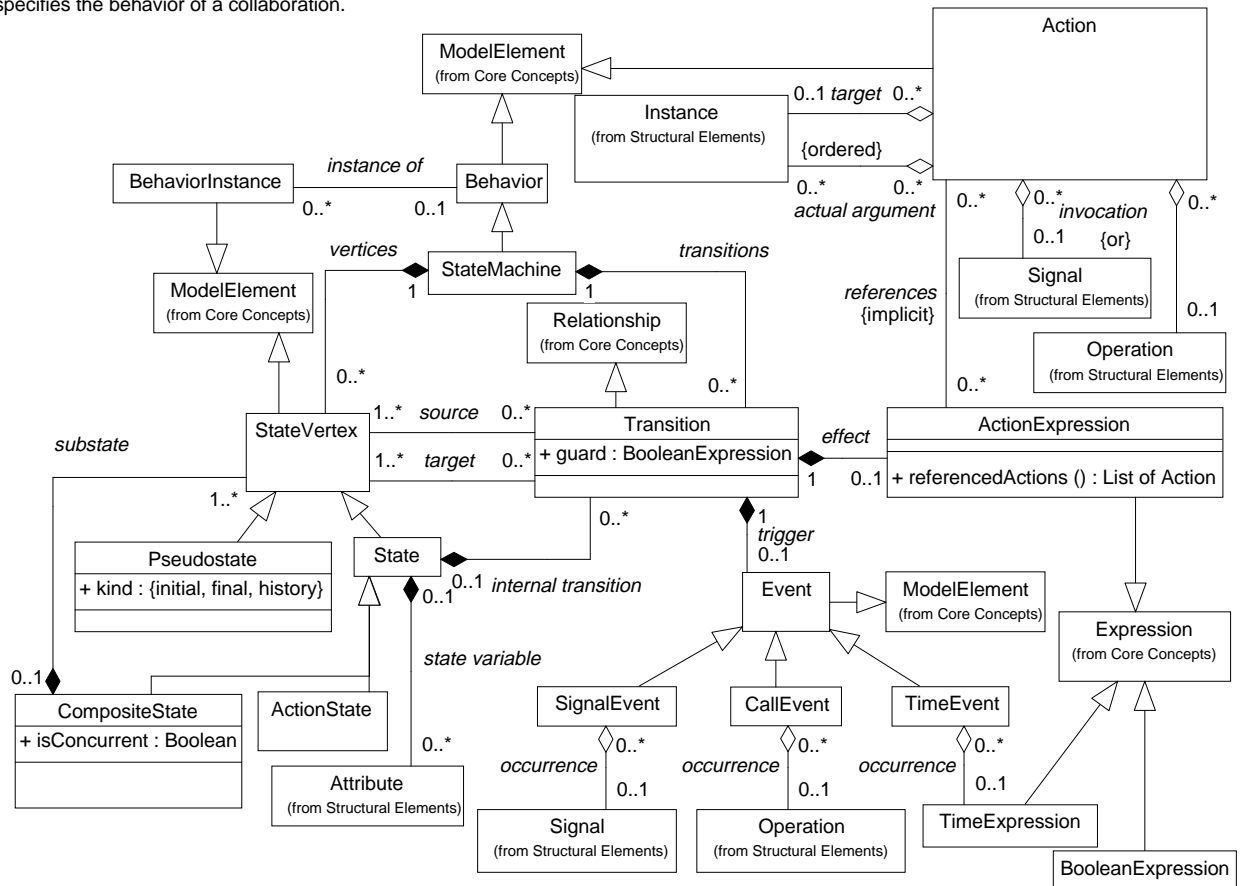 specifies the behavior of a collaboration.
Action
ModelElement
(from Core Concepts)
0..1 target 0..*
Instance
(from Structural Elements)
{ordered}
0..* 0..*
actual argument
instance of
BehaviorInstance
Behavior
0..* 0..1
0..*
0..*
invocation
0..1 {or}
0..*
vertices
transitions
StateMachine
1
1
Signal
(from Structural Elements)
ModelElement
(from Core Concepts)
references
{implicit}
0..1
Relationship
(from Core Concepts)
Operation
(from Structural Elements)
0..*
0..*
0..*
1..* source 0..*
substate
StateVertex
Transition
+ guard : BooleanExpression
effect
ActionExpression
1..* target 0..*
1
0..1
+ referencedActions () : List of Action
1..*
0..*
1
trigger
0..1
Pseudostate
+ kind : {initial, final, history}
State
0..1 internal transition
0..1
Event
ModelElement
(from Core Concepts)
Expression
(from Core Concepts)
state variable
0..1
CompositeState
+ isConcurrent : Boolean
ActionState
SignalEvent
CallEvent
TimeEvent
0..*
0..*
0..*
0..*
occurrence
occurrence
occurrence
0..1
0..1
0..1
Attribute
(from Structural Elements)
Signal
(from Structural Elements)
Operation
(from Structural Elements)
TimeExpression
BooleanExpression